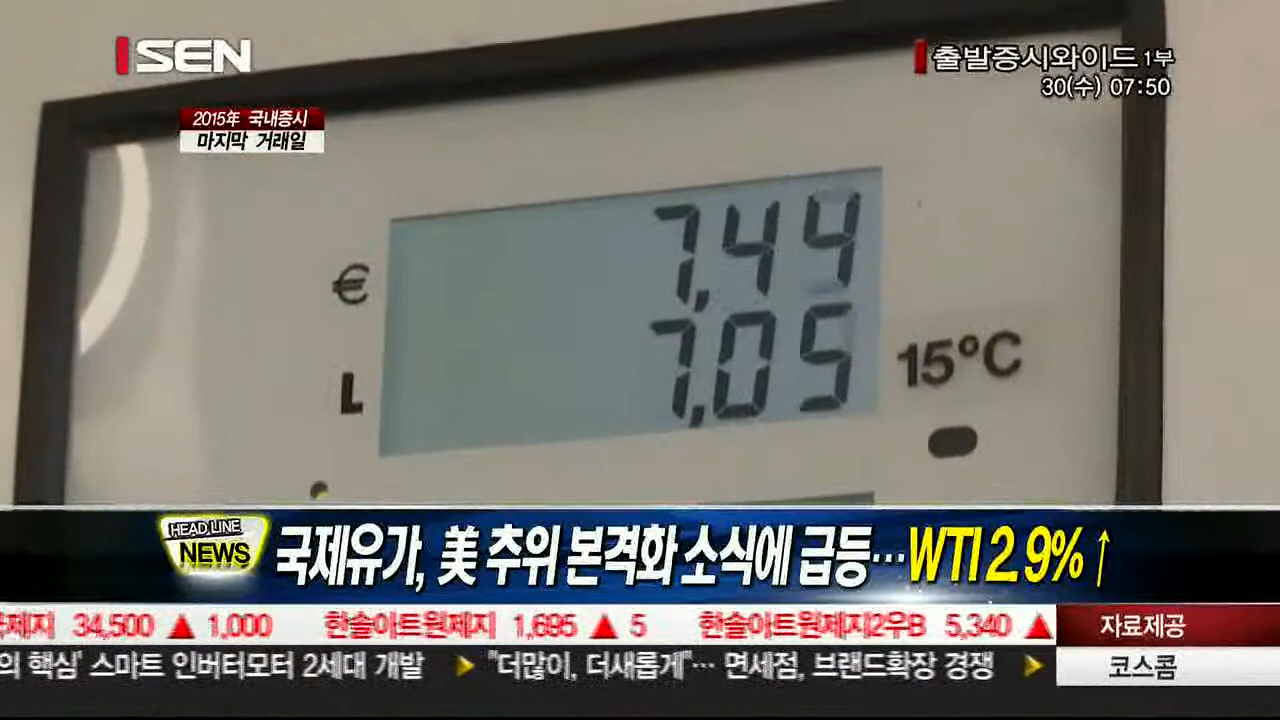 SEN
출발증시와이드 1부
30(수) 07:50
2015年 국내증시
마지막 거래일
€ 7,44
L 7,05
15°C
HEAD LINE
NEWS
국제유가, 美 추위 본격화 소식에 급등…WTI 2.9%↑
제지 34,500 ▲ 1,000 한솔아트원제지 1,695 ▲ 5 한솔아트원제지2우B 5,340 ▲
자료제공
의 핵심' 스마트 인버터모터 2세대 개발 ▶ "더많이, 더새롭게"… 면세점, 브랜드확장 경쟁 ▶
코스콤